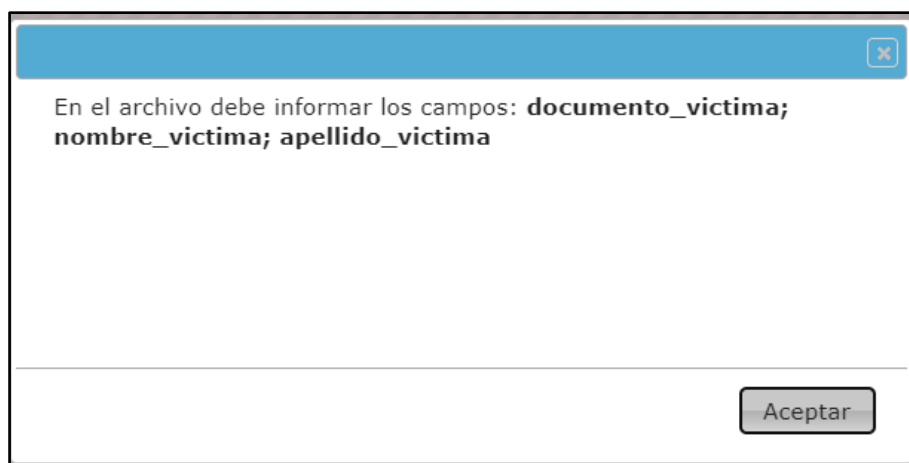 En el archivo debe informar los campos: documento_victima;
nombre_victima; apellido_victima
Aceptar